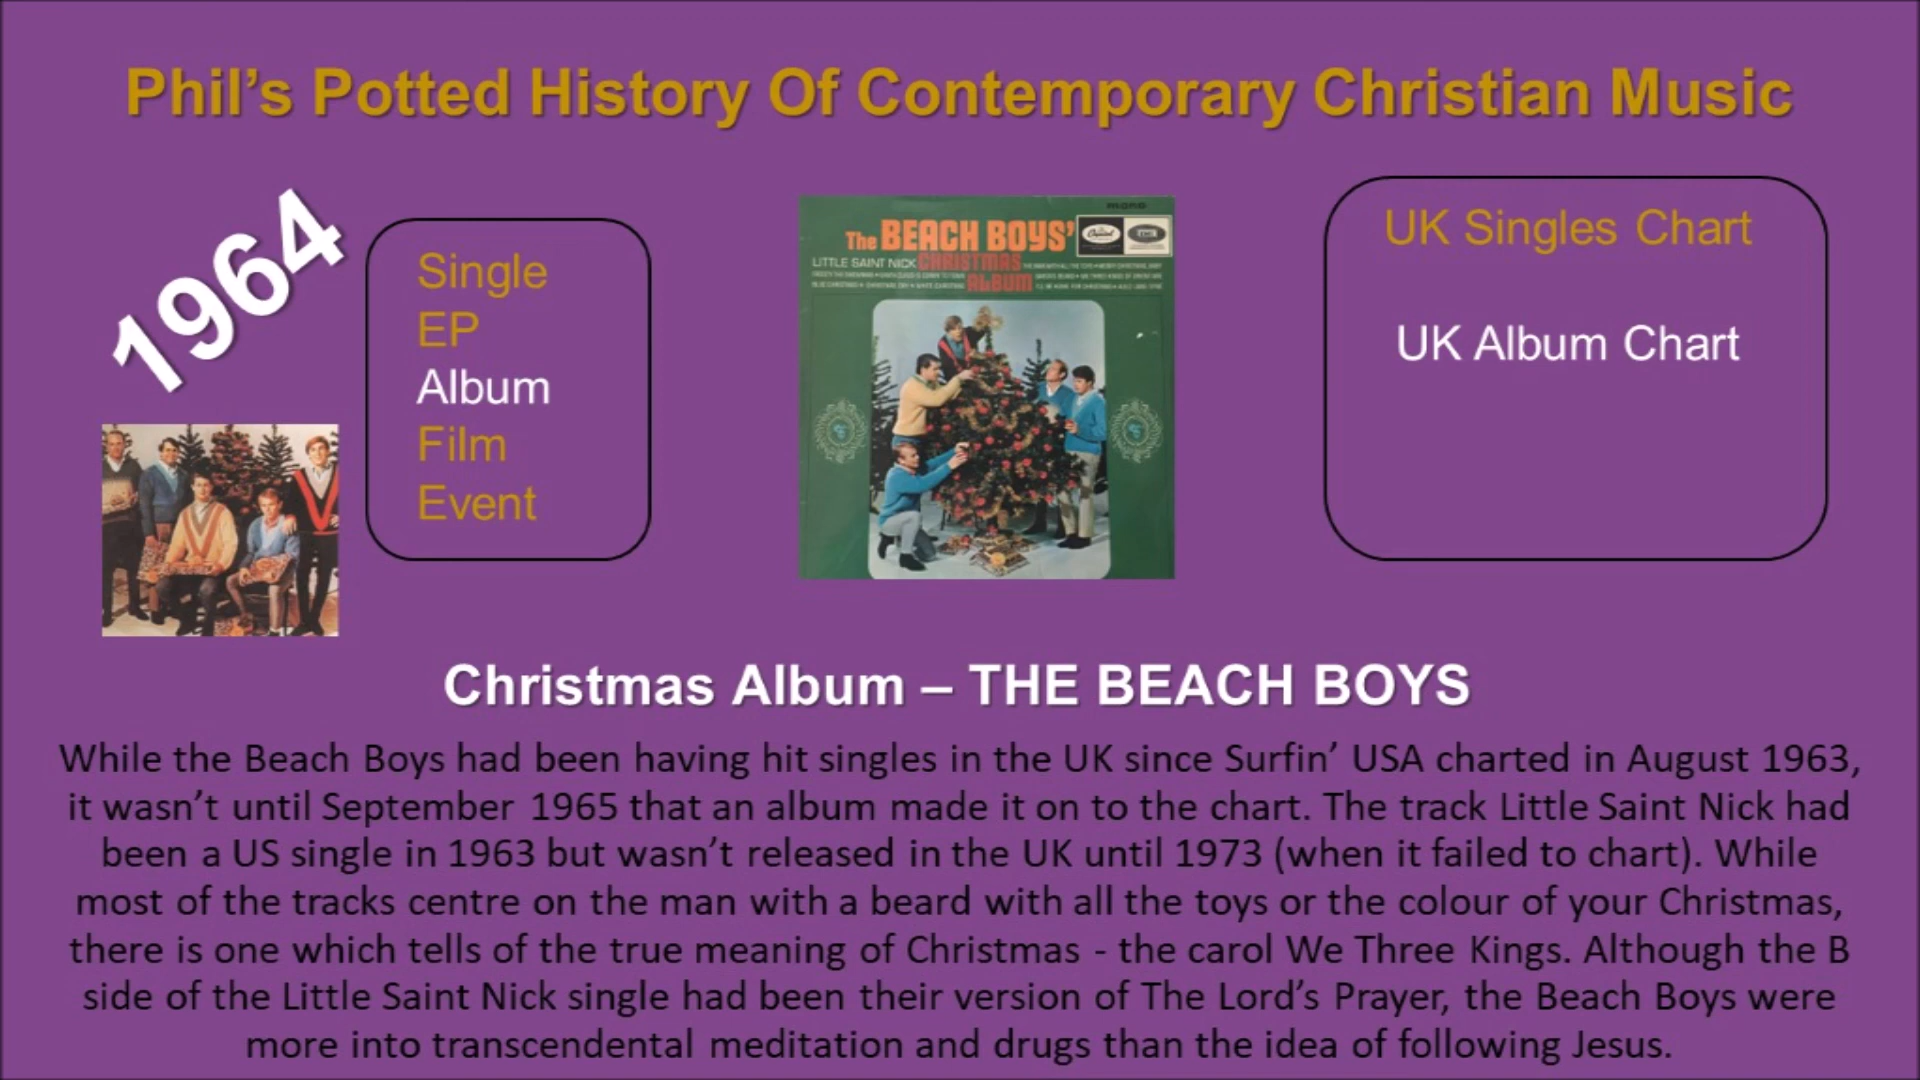 Phil’s Potted History Of Contemporary Christian Music
1964
Single
EP
Album
Film
Event
mono
The BEACH BOYS’
Capitol
EMI
LITTLE SAINT NICK CHRISTMAS
ALBUM
UK Singles Chart
UK Album Chart
Christmas Album – THE BEACH BOYS
While the Beach Boys had been having hit singles in the UK since Surfin’ USA charted in August 1963,
it wasn’t until September 1965 that an album made it on to the chart. The track Little Saint Nick had
been a US single in 1963 but wasn’t released in the UK until 1973 (when it failed to chart). While
most of the tracks centre on the man with a beard with all the toys or the colour of your Christmas,
there is one which tells of the true meaning of Christmas - the carol We Three Kings. Although the B
side of the Little Saint Nick single had been their version of The Lord’s Prayer, the Beach Boys were
more into transcendental meditation and drugs than the idea of following Jesus.